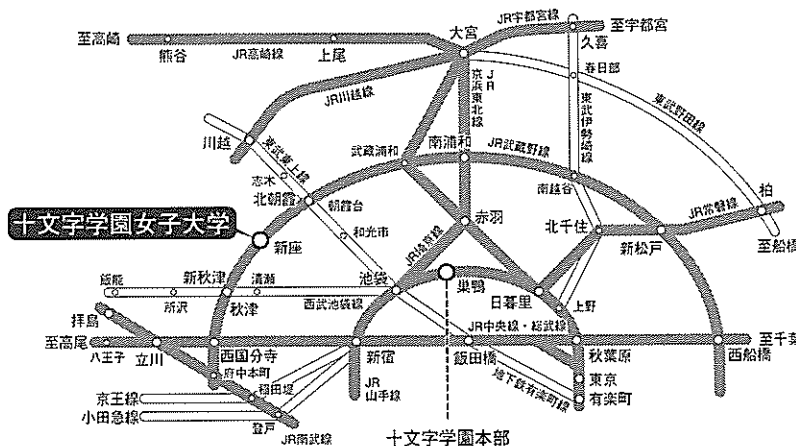 至高崎
熊谷
JR高崎線
上尾
大宮
JR宇都宮線
至宇都宮
久喜
春日部
東武野田線
東武伊勢崎線
JR
京浜東北線
JR川越線
川越
東武東上線
志木
北朝霞
朝霞台
和光市
武蔵浦和
南浦和
JR武蔵野線
南越谷
柏
JR常磐線
至船橋
北千住
新松戸
赤羽
JR埼京線
十文字学園女子大学
新座
飯能
所沢
新秋津
秋津
清瀬
西武池袋線
池袋
巣鴨
日暮里
上野
拝島
至高尾
八王子
立川
西国分寺
府中本町
新宿
JR中央線・総武線
飯田橋
秋葉原
西船橋
至千葉
東京
有楽町
地下鉄有楽町線
JR
山手線
京王線
稲田堤
小田急線
登戸
JR南武線
十文字学園本部